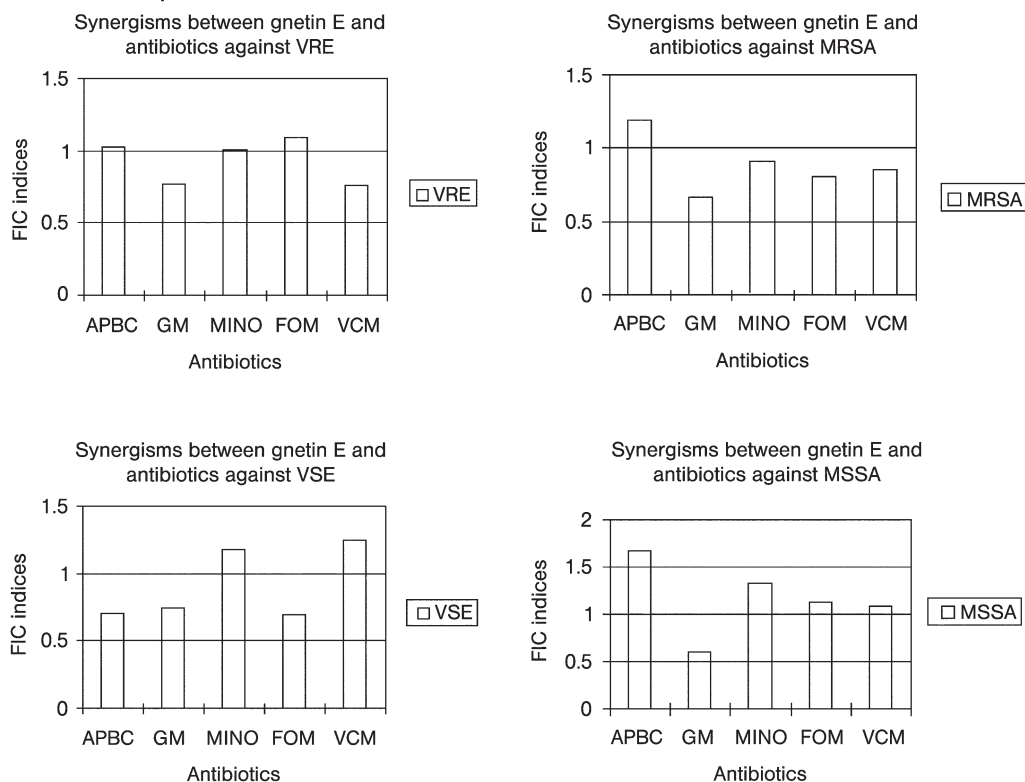 Synergisms between gnetin E and
antibiotics against VRE
1.5
1
0.5
0
FIC indices
APBC GM MINO FOM VCM
Antibiotics
VRE
Synergisms between gnetin E and
antibiotics against MRSA
1.5
1
0.5
0
FIC indices
APBC GM MINO FOM VCM
Antibiotics
MRSA
Synergisms between gnetin E and
antibiotics against VSE
1.5
1
0.5
0
FIC indices
APBC GM MINO FOM VCM
Antibiotics
VSE
Synergisms between gnetin E and
antibiotics against MSSA
2
1.5
1
0.5
0
FIC indices
APBC GM MINO FOM VCM
Antibiotics
MSSA